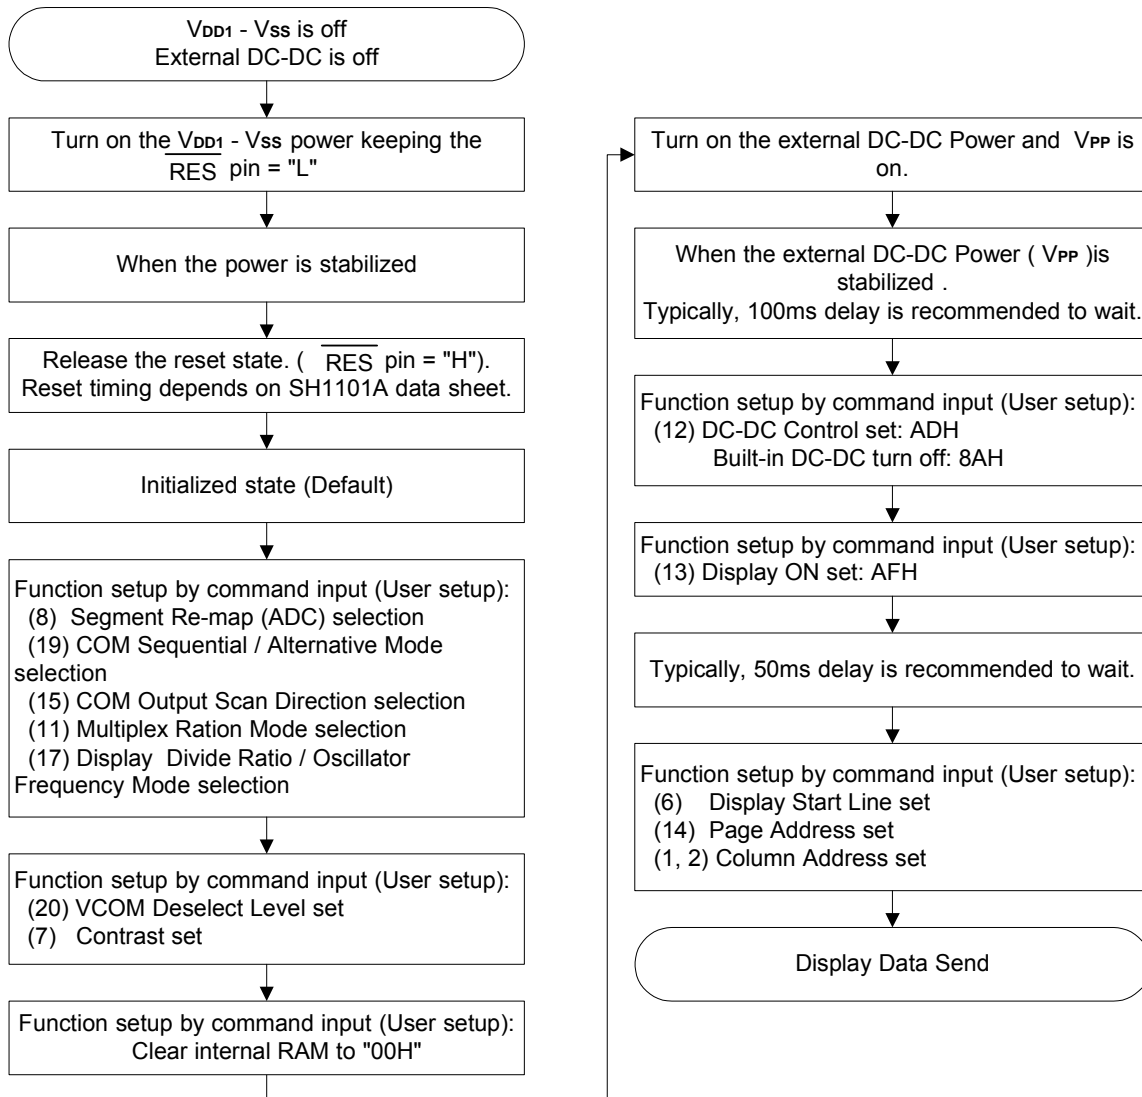 VDD1 - VSS is off
External DC-DC is off
Turn on the VDD1 - VSS power keeping the
RES pin = "L"
When the power is stabilized
Release the reset state. ( RES pin = "H").
Reset timing depends on SH1101A data sheet.
Initialized state (Default)
Function setup by command input (User setup):
(8) Segment Re-map (ADC) selection
(19) COM Sequential / Alternative Mode
selection
(15) COM Output Scan Direction selection
(11) Multiplex Ration Mode selection
(17) Display Divide Ratio / Oscillator
Frequency Mode selection
Function setup by command input (User setup):
(20) VCOM Deselect Level set
(7) Contrast set
Function setup by command input (User setup):
Clear internal RAM to "00H"
Turn on the external DC-DC Power and VPP is
on.
When the external DC-DC Power ( VPP )is
stabilized .
Typically, 100ms delay is recommended to wait.
Function setup by command input (User setup):
(12) DC-DC Control set: ADH
Built-in DC-DC turn off: 8AH
Function setup by command input (User setup):
(13) Display ON set: AFH
Typically, 50ms delay is recommended to wait.
Function setup by command input (User setup):
(6) Display Start Line set
(14) Page Address set
(1, 2) Column Address set
Display Data Send